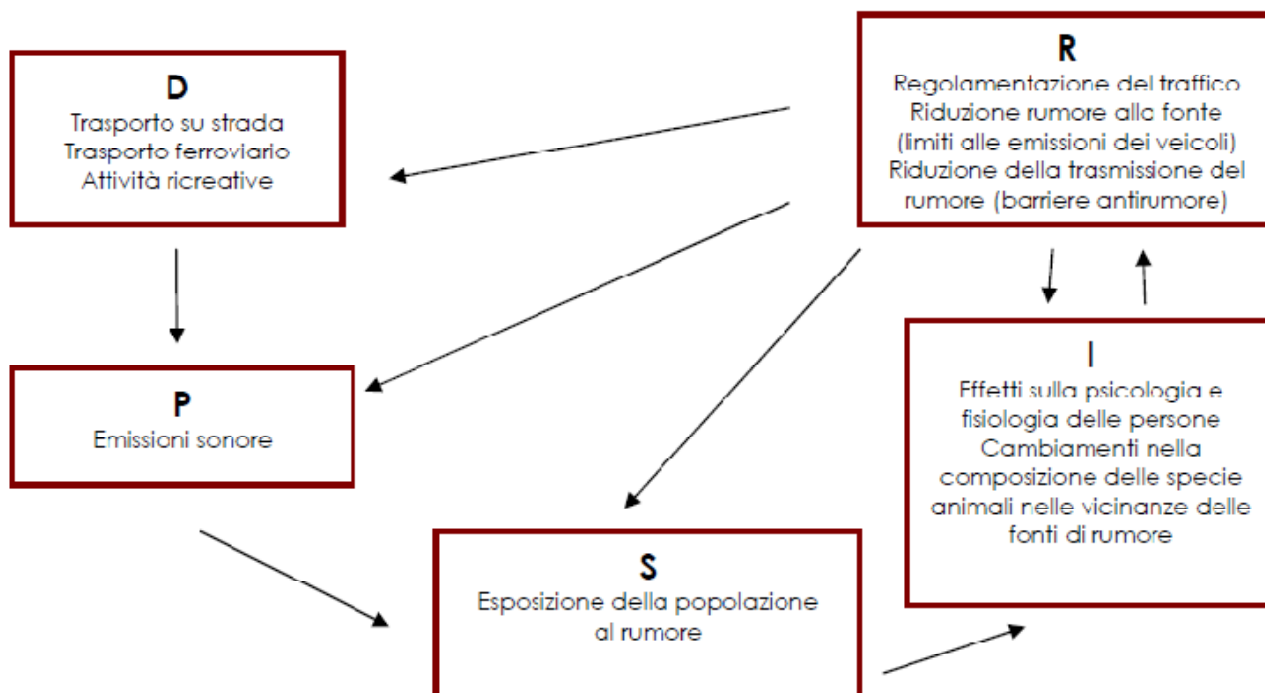 D
Trasporto su strada
Trasporto ferroviario
Attività ricreative
R
Regolamentazione del traffico
Riduzione rumore alla fonte
(limiti alle emissioni dei veicoli)
Riduzione della trasmissione del
rumore (barriere antirumore)
P
Emissioni sonore
I
Effetti sulla psicologia e
fisiologia delle persone
Cambiamenti nella
composizione delle specie
animali nelle vicinanze delle
fonti di rumore
S
Esposizione della popolazione
al rumore